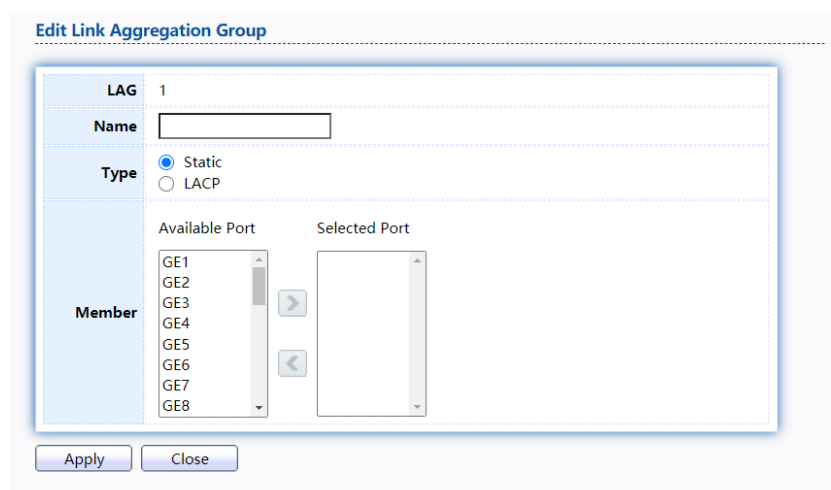 Edit Link Aggregation Group
LAG 1
Name
Type Static
LACP
Available Port Selected Port
Member
GE1
GE2
GE3
GE4
GE5
GE6
GE7
GE8
Apply Close